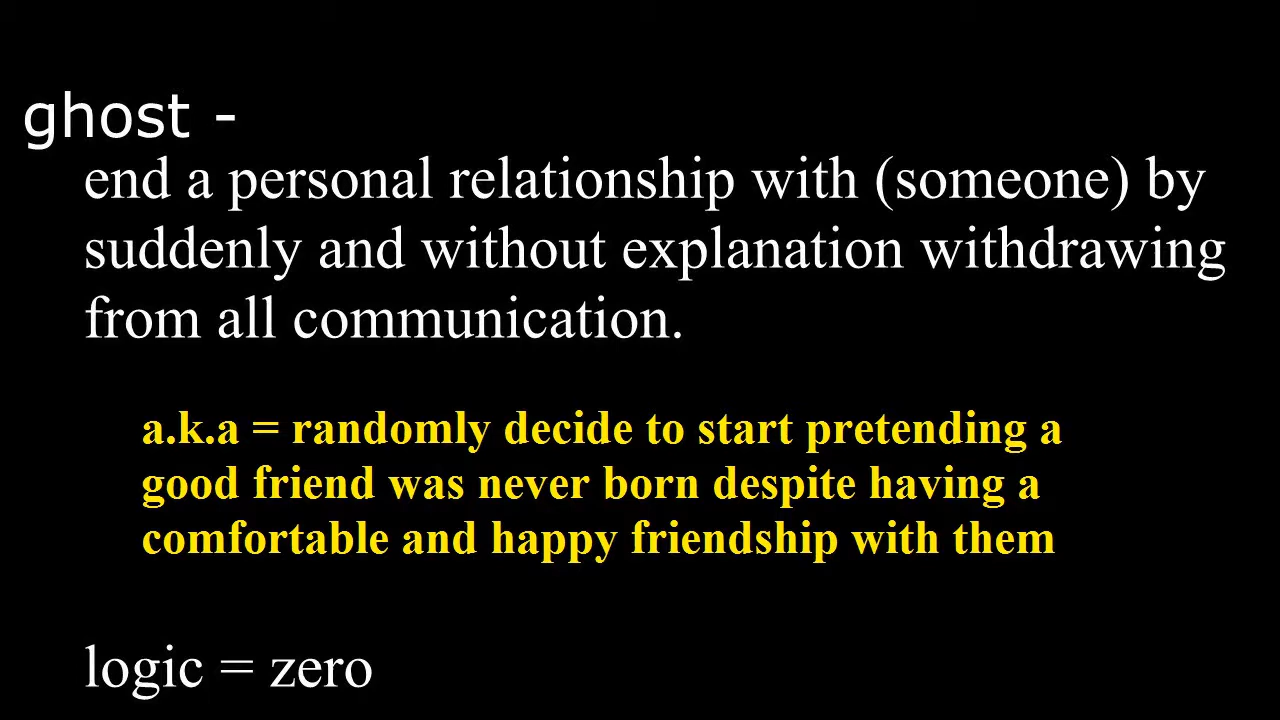 ghost -
end a personal relationship with (someone) by
suddenly and without explanation withdrawing
from all communication.
a.k.a = randomly decide to start pretending a
good friend was never born despite having a
comfortable and happy friendship with them
logic = zero